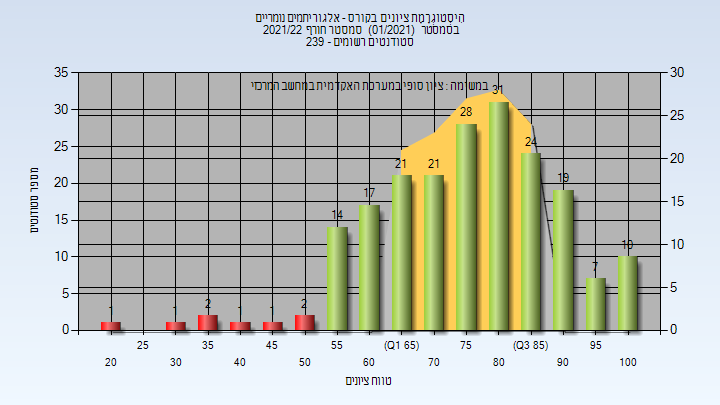 היסטוגרמת ציונים בקורס - אלגוריתמים נומריים
בסמסטר (01/2021) סמסטר חורף 2021/22
סטודנטים רשומים - 239
במשימה : ציון סופי במערכת האקדמית במחשב המרכזי
מספר סטודנטים
35 30 25 20 15 10 5 0
30 25 20 15 10 5 0
1 1 2 1 1 2 14 17 21 21 28 31 24 19 7 10
25 35 45 55 (Q1 65) 75 (Q3 85) 95
20 30 40 50 60 70 80 90 100
טווח ציונים